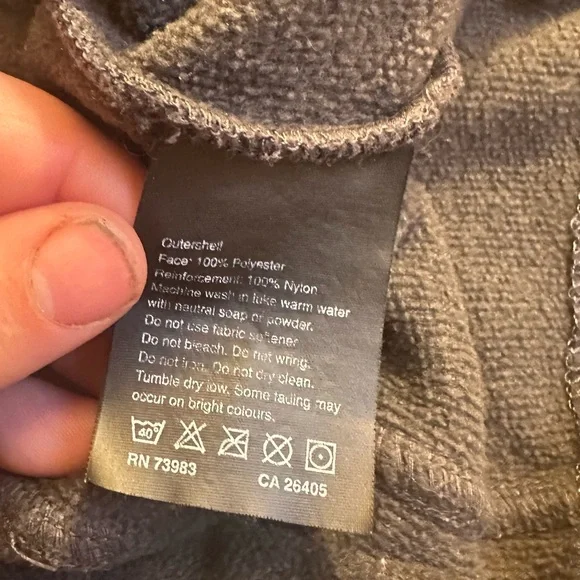 Outershell
Face: 100% Polyester
Reinforcement: 100% Nylon
Machine wash in luke warm water
with neutral soap or powder.
Do not use fabric softener
Do not bleach. Do not wring.
Do not iron. Do not dry clean.
Tumble dry low. Some fading may
occur on bright colours.
40°
RN 73983 CA 26405